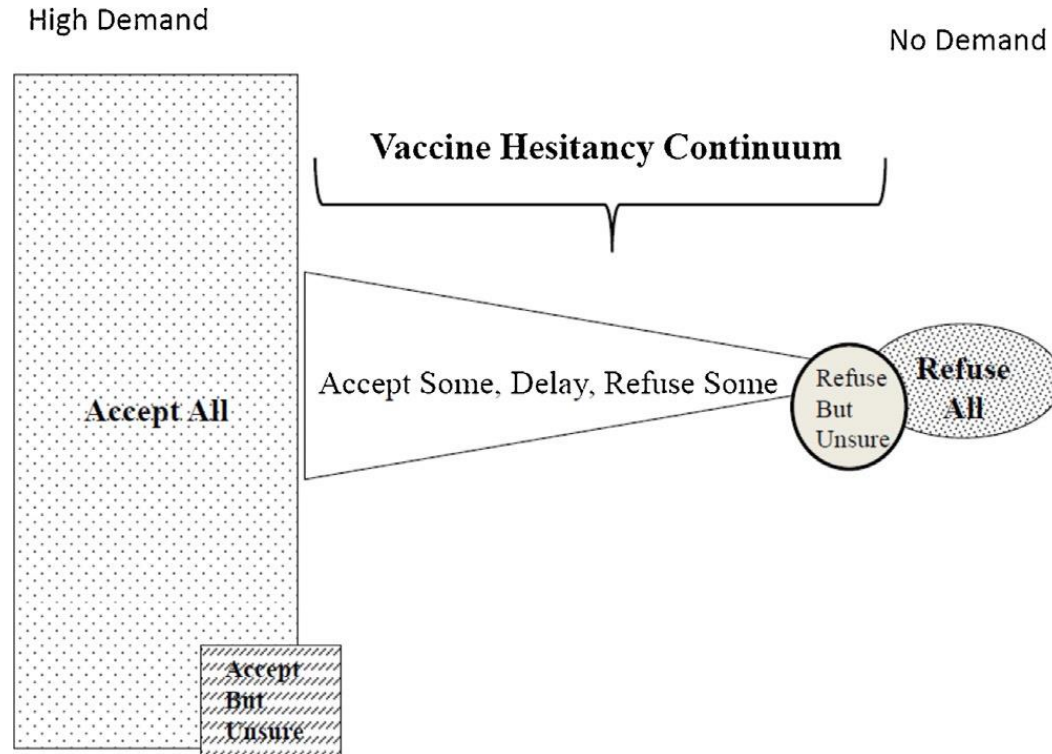 High Demand
No Demand
Vaccine Hesitancy Continuum
Accept All
Accept Some, Delay, Refuse Some
Refuse
But
Unsure
Refuse
All
Accept
But
Unsure